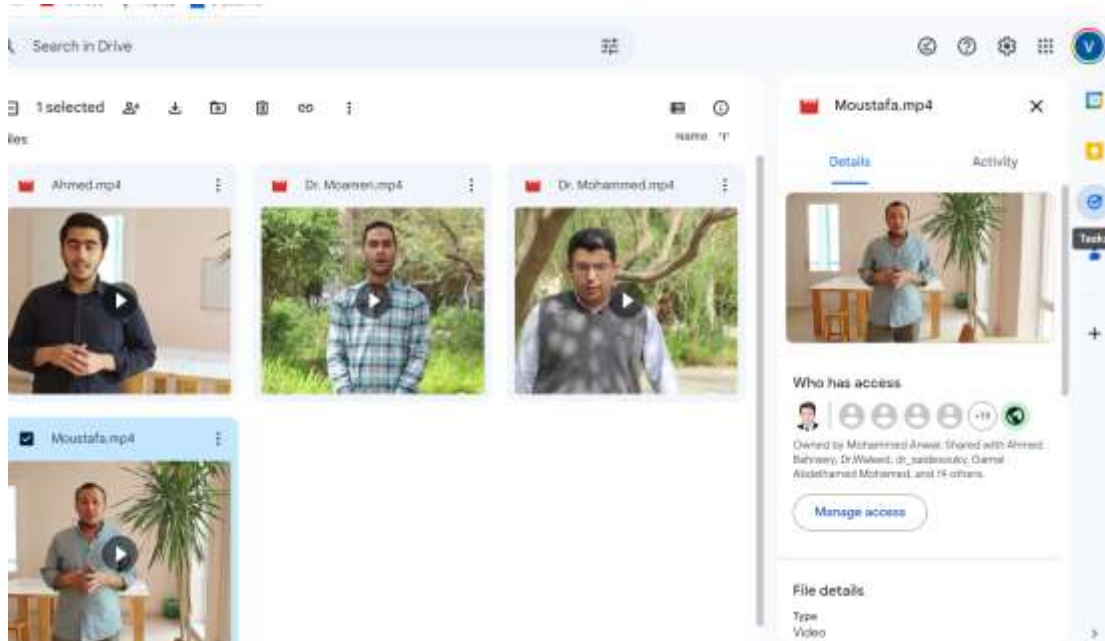 Search in Drive
V
1 selected
Name
Ahmed.mp4
Dr. Moamen.mp4
Dr. Mohammed.mp4
Moustafa.mp4
Moustafa.mp4
Details
Activity
Who has access
+19
Owned by Mohammed Anwar. Shared with Ahmed
Bahrawy, Dr.Waleed, dr_saidesouky, Gamal
Abdelhamed Mohamed, and 19 others.
Manage access
File details
Type
Video